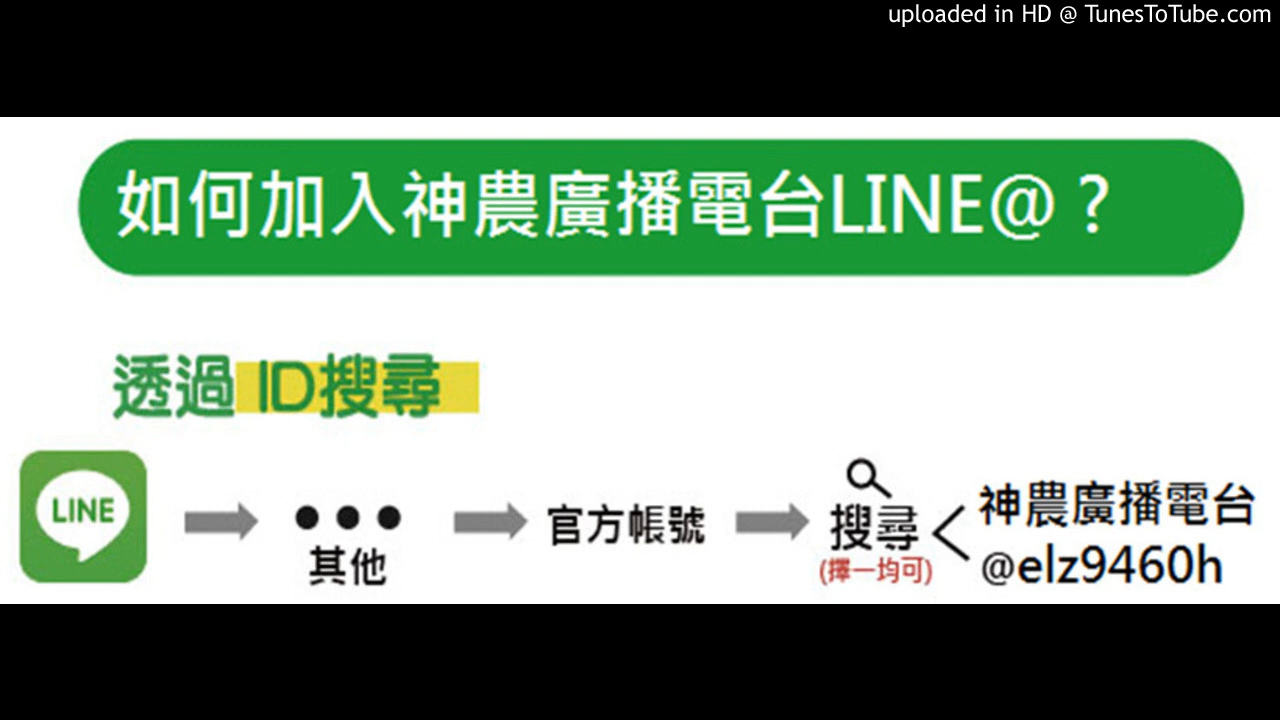 uploaded in HD @ TunesToTube.com
如何加入神農廣播電台LINE@？
透過 ID搜尋
LINE
其他
官方帳號
搜尋
(擇一均可)
神農廣播電台
@elz9460h